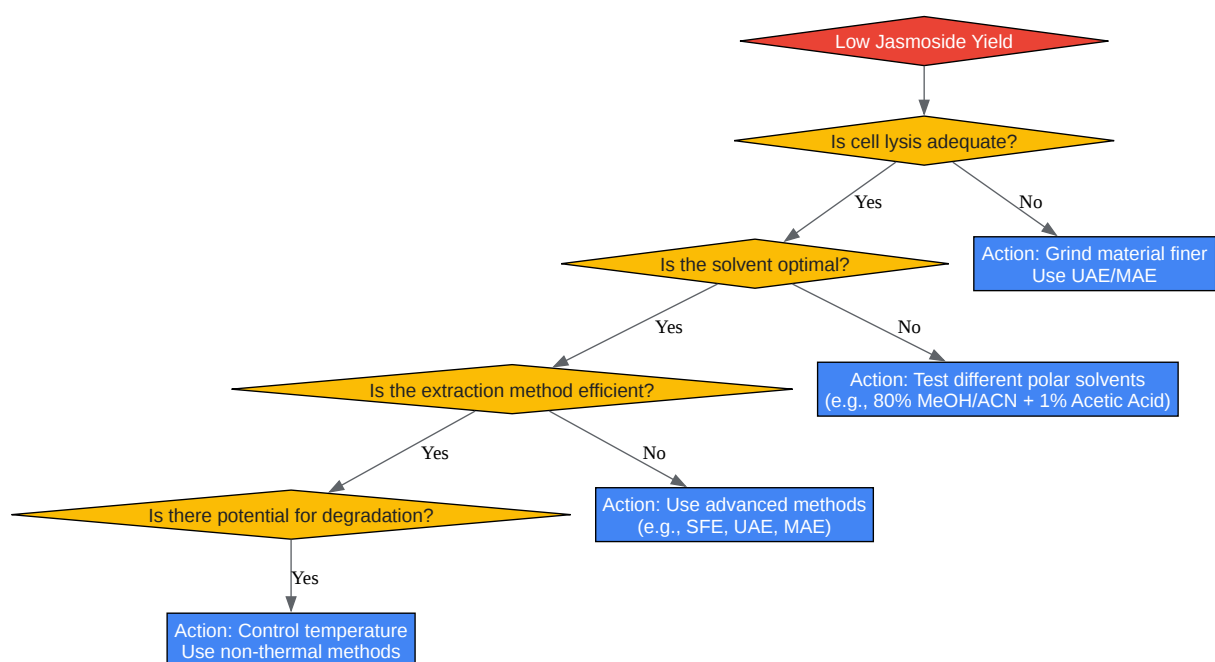 Low Jasmoside Yield
Is cell lysis adequate?
Yes
No
Is the solvent optimal?
Action: Grind material finer
Use UAE/MAE
Yes
No
Is the extraction method efficient?
Action: Test different polar solvents
(e.g., 80% MeOH/ACN + 1% Acetic Acid)
Yes
No
Is there potential for degradation?
Action: Use advanced methods
(e.g., SFE, UAE, MAE)
Yes
Action: Control temperature
Use non-thermal methods